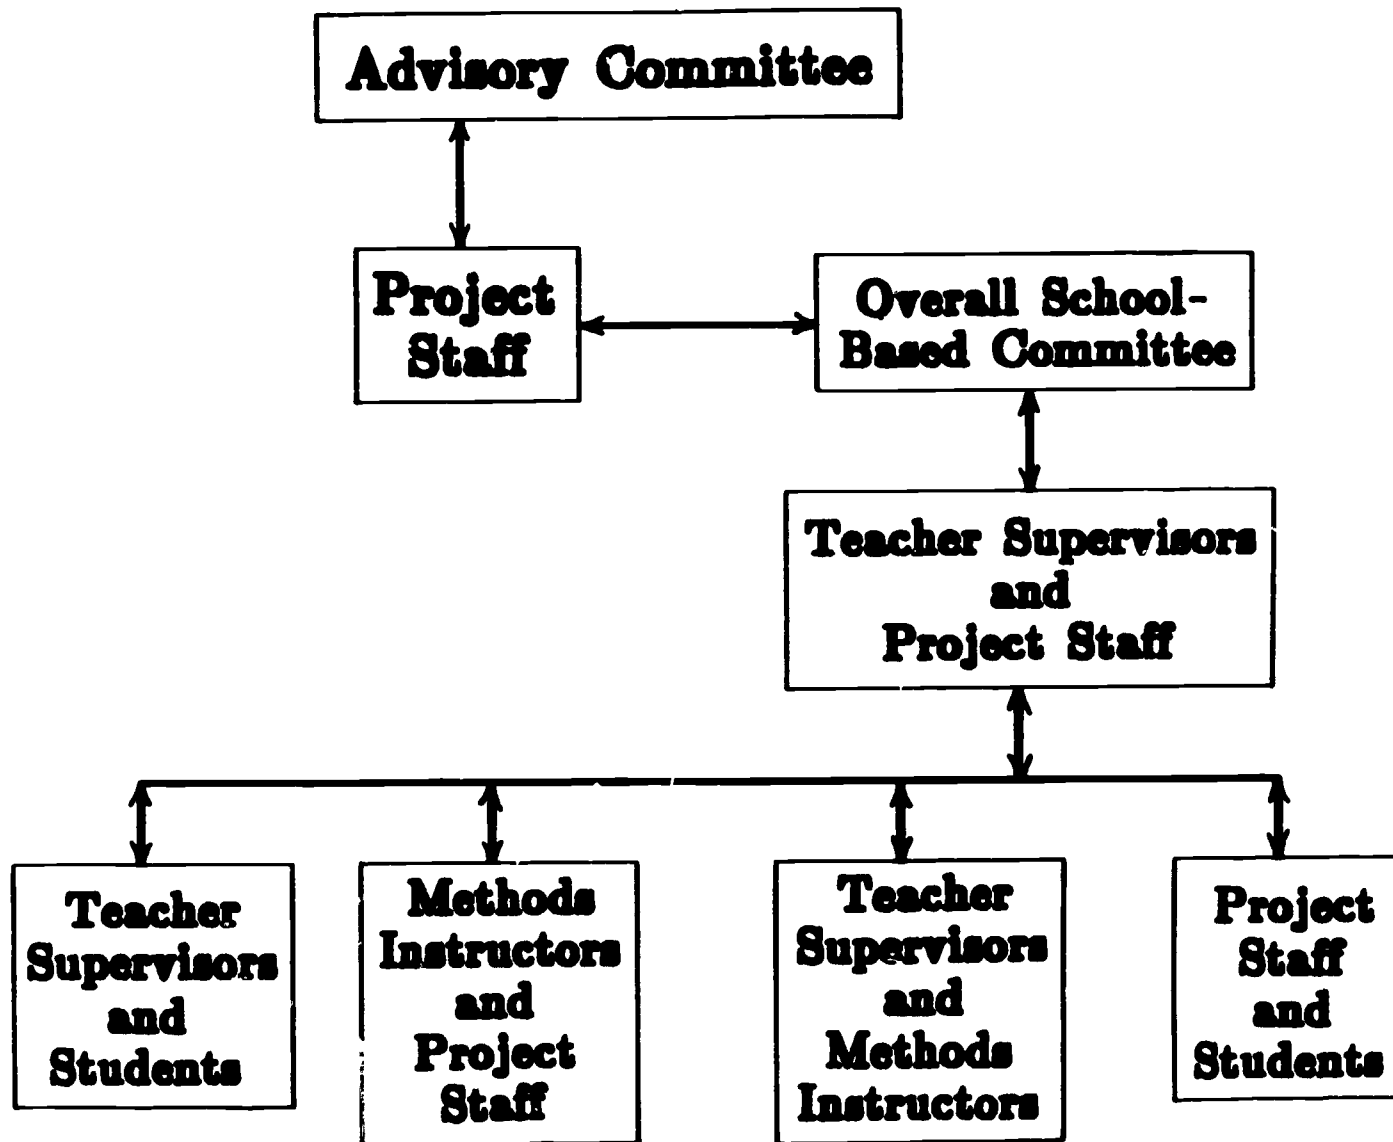 Advisory Committee
Project
Staff
Overall School-
Based Committee
Teacher Supervisors
and
Project Staff
Teacher
Supervisors
and
Students
Methods
Instructors
and
Project
Staff
Teacher
Supervisors
and
Methods
Instructors
Project
Staff
and
Students